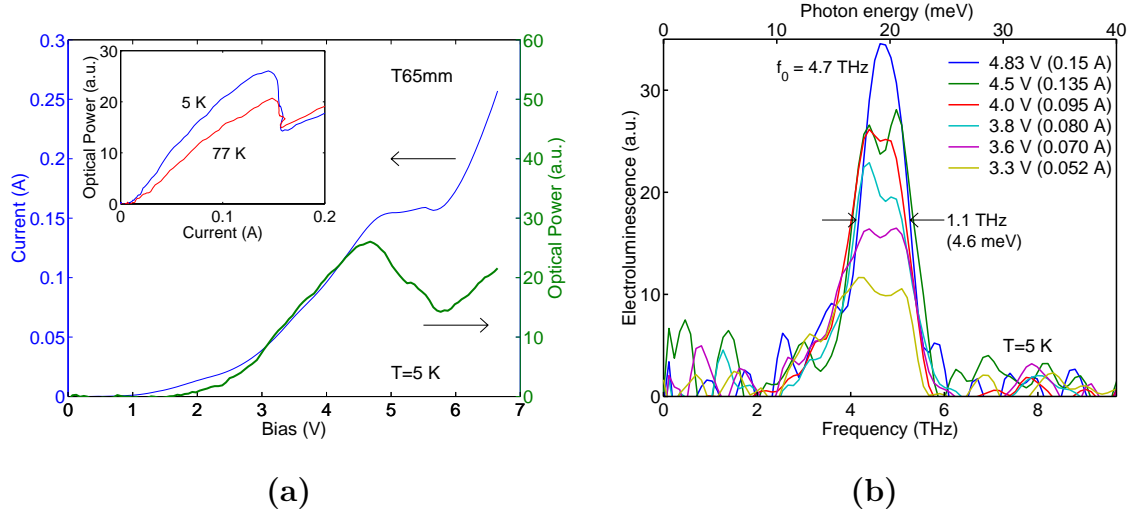 0.3
0.25
0.2
0.15
0.1
0.05
0
Current (A)
0 1 2 3 4 5 6 7
Bias (V)
60
50
40
30
20
10
0
Optical Power (a.u.)
T65mm
T=5 K
30
20
10
0
Optical Power (a.u.)
0 0.1 0.2
Current (A)
5 K
77 K
(a)
Photon energy (meV)
0 10 20 30 40
30
20
10
0
Electroluminescence (a.u.)
f0 = 4.7 THz
4.83 V (0.15 A)
4.5 V (0.135 A)
4.0 V (0.095 A)
3.8 V (0.080 A)
3.6 V (0.070 A)
3.3 V (0.052 A)
1.1 THz
(4.6 meV)
T=5 K
0 2 4 6 8
Frequency (THz)
(b)